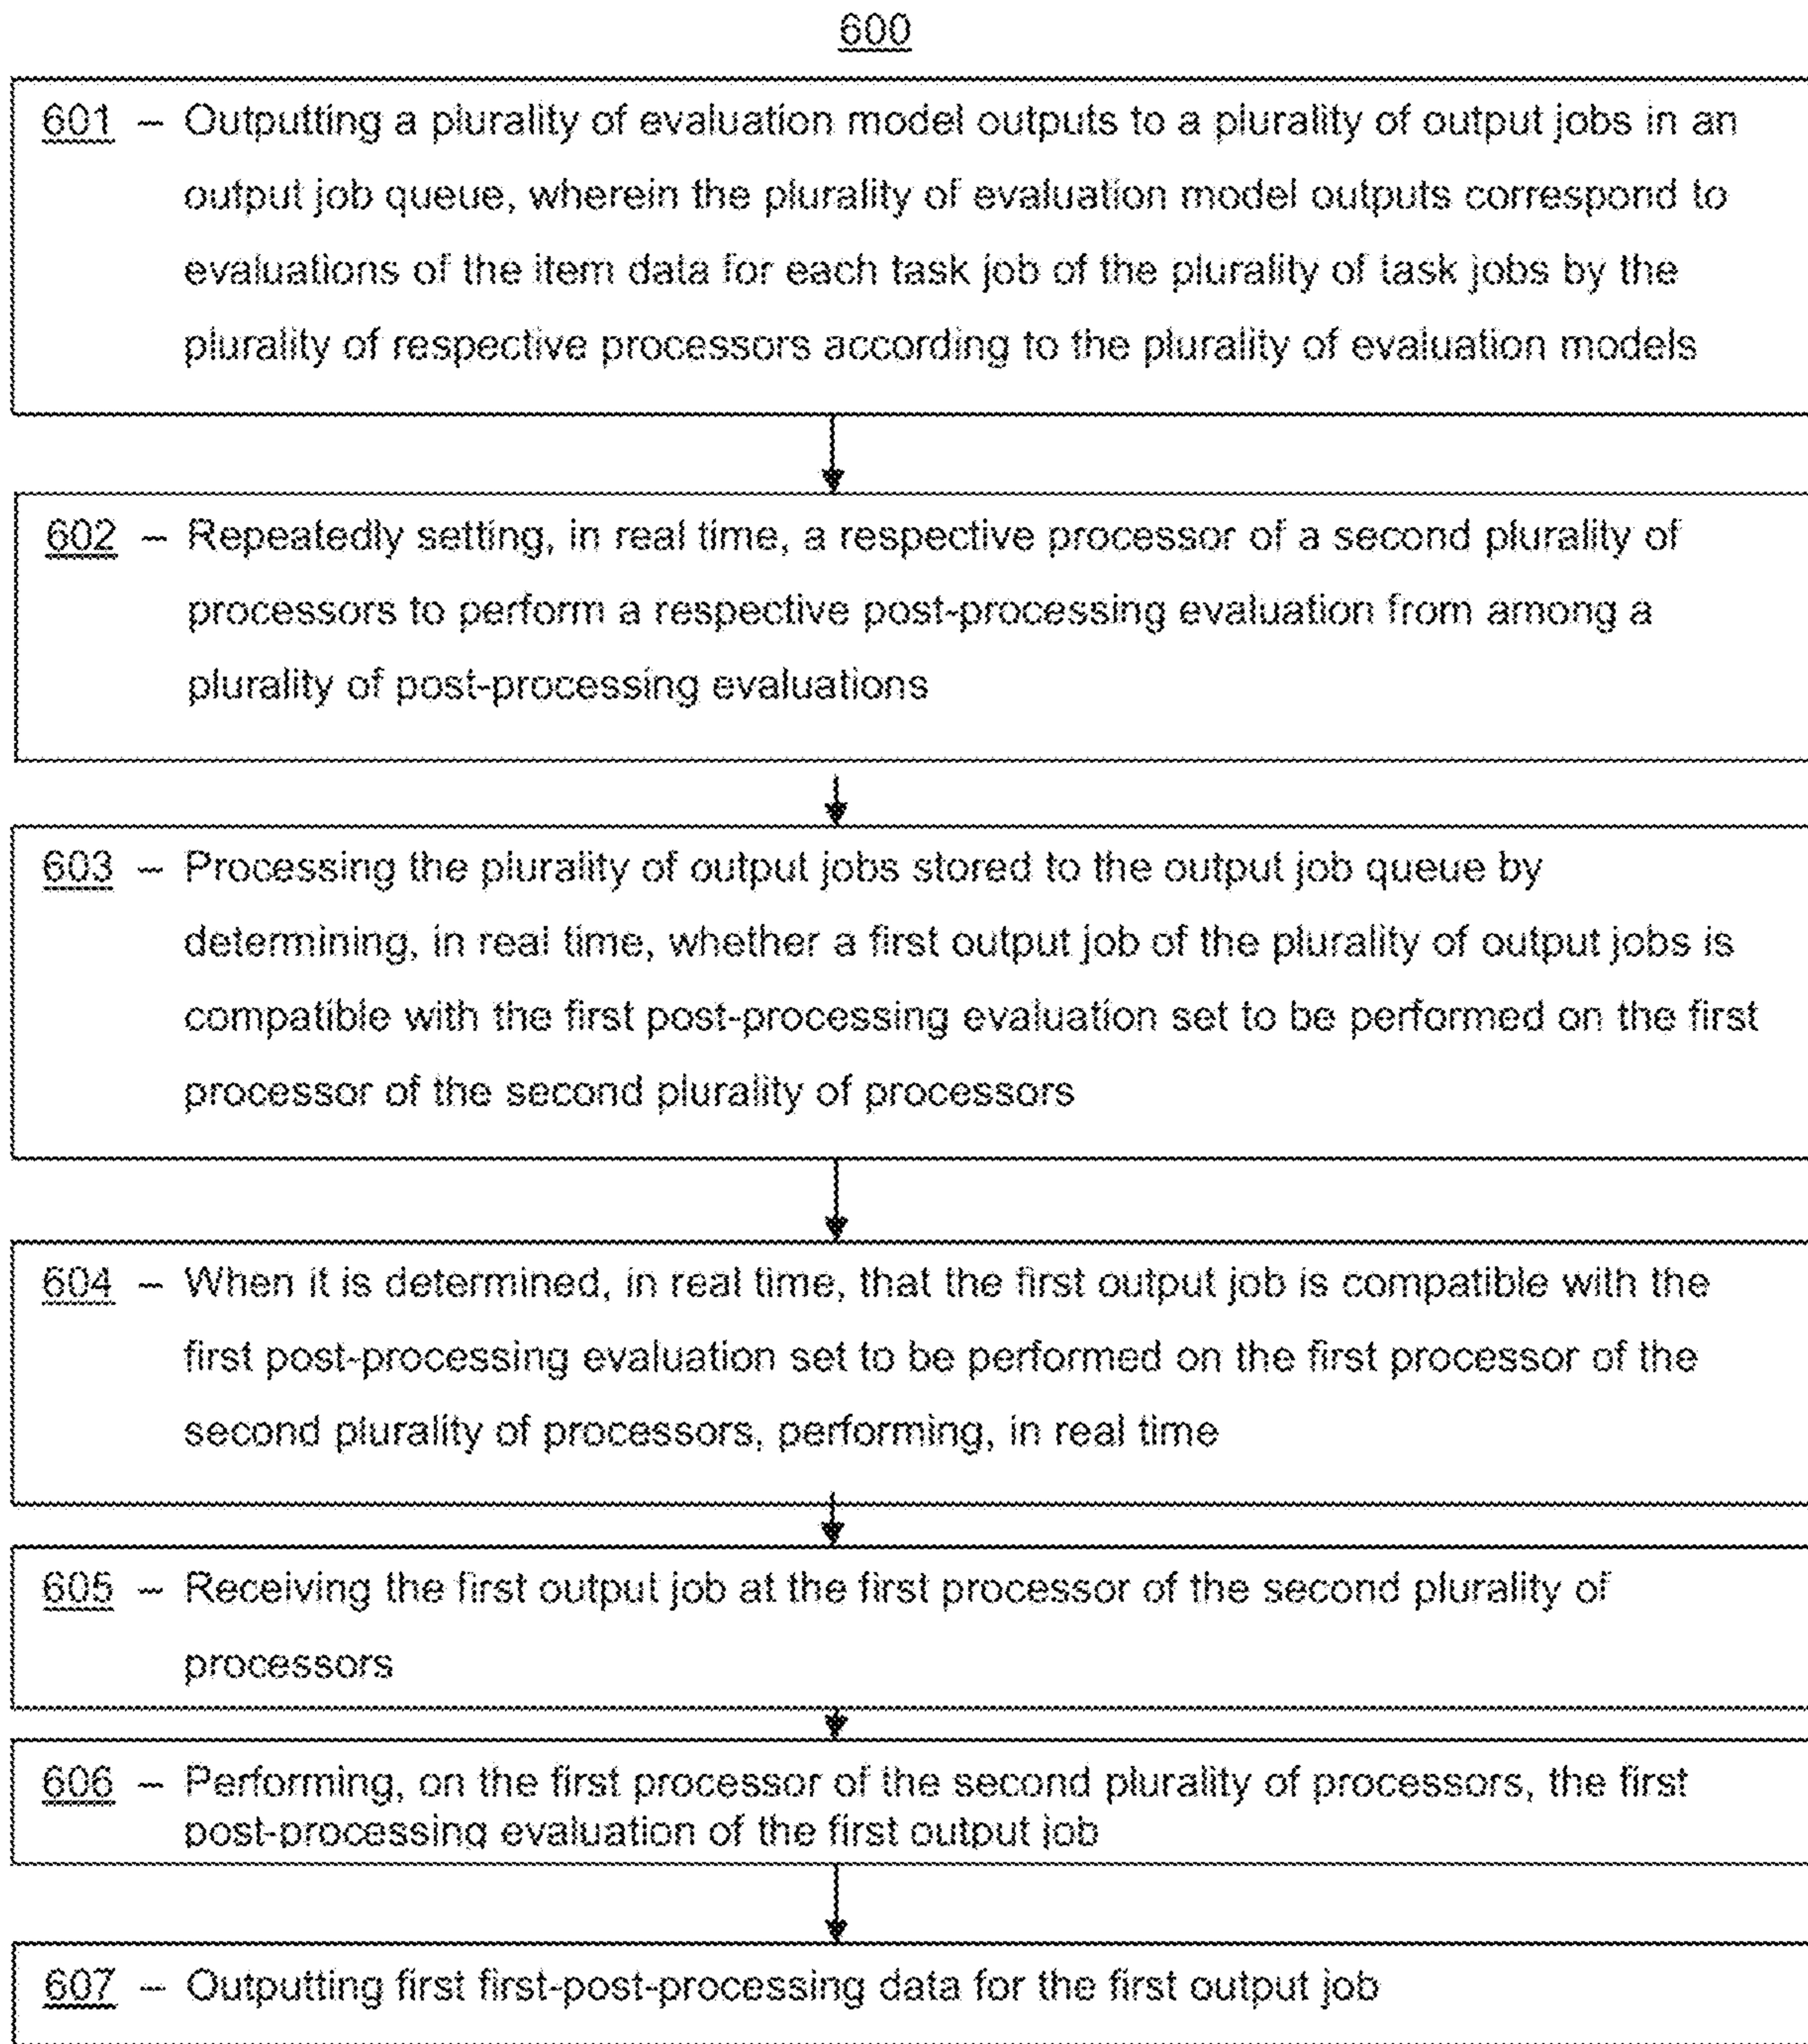 600
601 – Outputting a plurality of evaluation model outputs to a plurality of output jobs in an
output job queue, wherein the plurality of evaluation model outputs correspond to
evaluations of the item data for each task job of the plurality of task jobs by the
plurality of respective processors according to the plurality of evaluation models
602 – Repeatedly setting, in real time, a respective processor of a second plurality of
processors to perform a respective post-processing evaluation from among a
plurality of post-processing evaluations
603 – Processing the plurality of output jobs stored to the output job queue by
determining, in real time, whether a first output job of the plurality of output jobs is
compatible with the first post-processing evaluation set to be performed on the first
processor of the second plurality of processors
604 – When it is determined, in real time, that the first output job is compatible with the
first post-processing evaluation set to be performed on the first processor of the
second plurality of processors, performing, in real time
605 – Receiving the first output job at the first processor of the second plurality of
processors
606 – Performing, on the first processor of the second plurality of processors, the first
post-processing evaluation of the first output job
607 – Outputting first first-post-processing data for the first output job